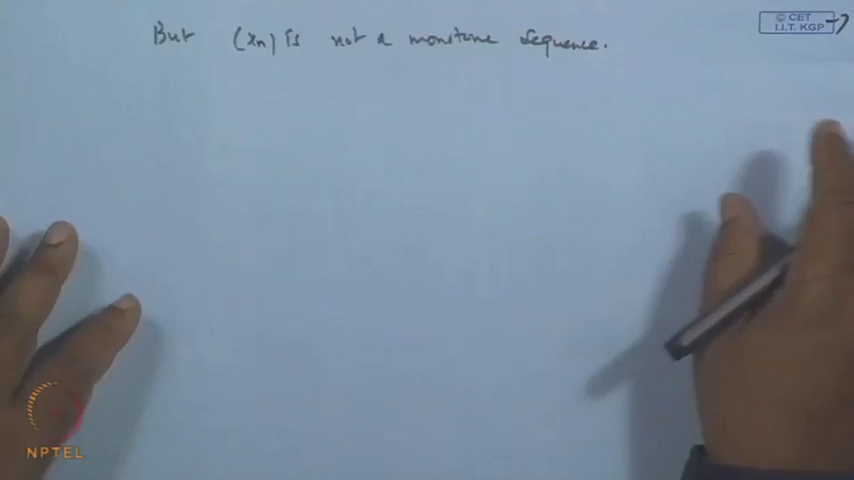 But (xn) is not a monotone sequence.
© CET
I.I.T. KGP
NPTEL